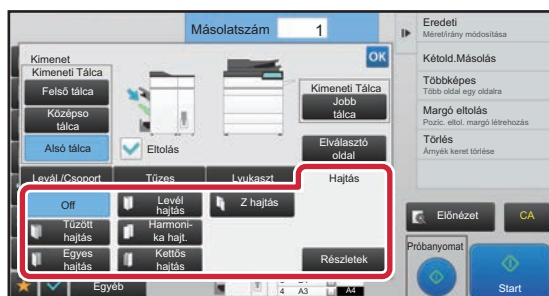 Másolatszám
1
Kimenet
OK
Kimeneti Tálca
Felső tálca
Középso
tálca
Alsó tálca
Eltolás
Kimeneti Tálca
Jobb
tálca
Elválasztó
oldal
Levál./Csoport
Tűzes
Lyukaszt
Hajtás
Off
Levél
hajtás
Z hajtás
Tűzött
hajtás
Harmoni-
ka hajt.
Egyes
hajtás
Kettős
hajtás
Részletek
Egyéb
4 A3
A4
Eredeti
Méret/irány módosítása
Kétold.Másolás
Többképes
Több oldal egy oldalra
Margó eltolás
Pozíc. eltol. margó létrehozás
Törlés
Árnyék keret törlése
Előnézet
CA
Próbanyomat
Start